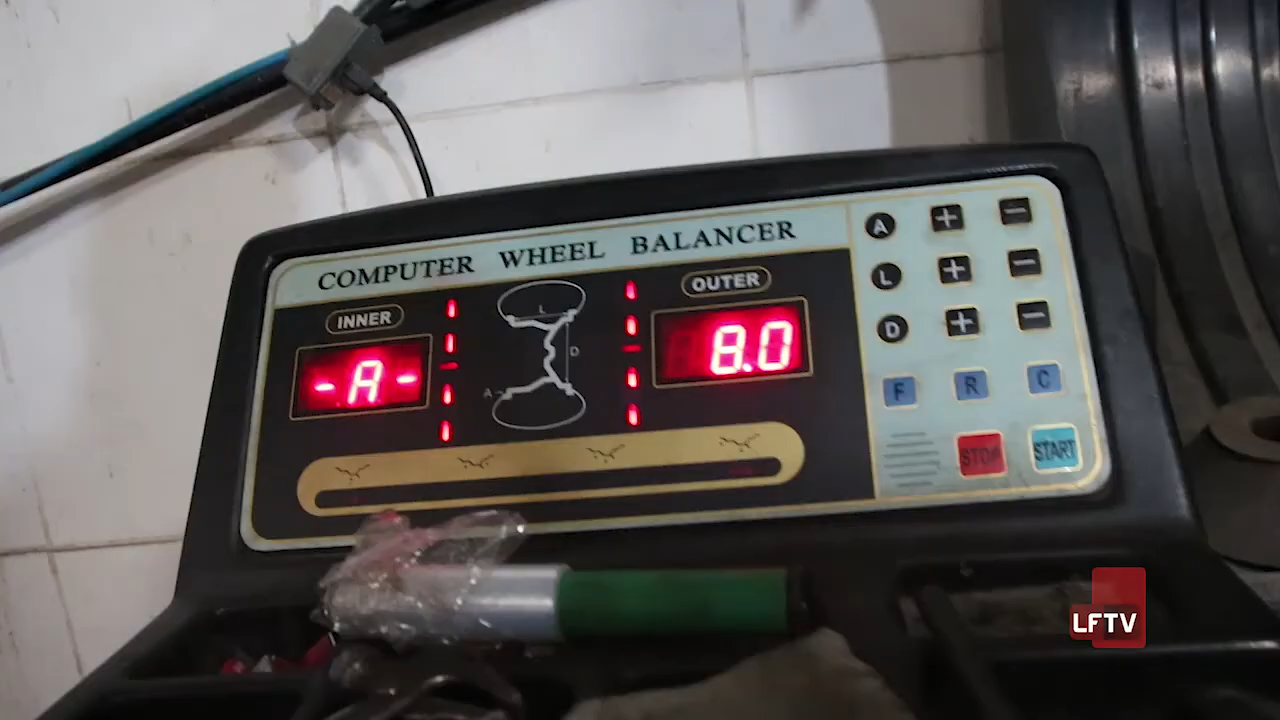 COMPUTER WHEEL BALANCER
INNER
OUTER
-A-
8.0
L
D
A
A + -
L + -
D + -
F R C
STOP START
LFTV